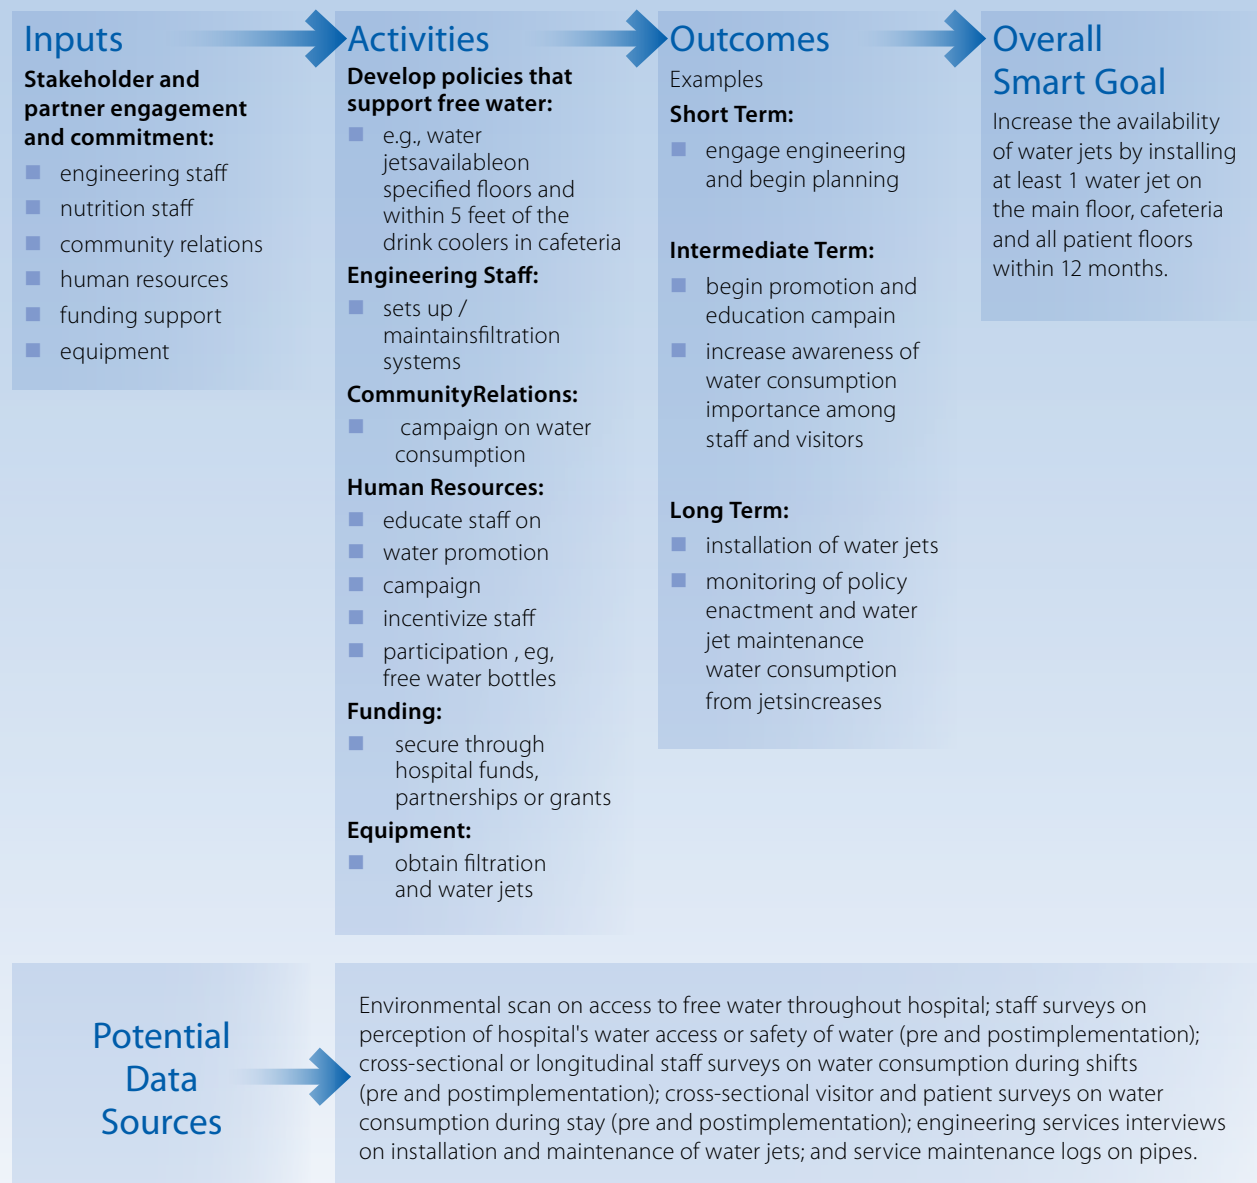 Inputs
Stakeholder and
partner engagement
and commitment:
engineering staff
nutrition staff
community relations
human resources
funding support
equipment
Activities
Develop policies that
support free water:
e.g., water
jetsavailableon
specified floors and
within 5 feet of the
drink coolers in cafeteria
Engineering Staff:
sets up /
maintainsfiltration
systems
CommunityRelations:
campaign on water
consumption
Human Resources:
educate staff on
water promotion
campaign
incentivize staff
participation , eg,
free water bottles
Funding:
secure through
hospital funds,
partnerships or grants
Equipment:
obtain filtration
and water jets
Outcomes
Examples
Short Term:
engage engineering
and begin planning
Intermediate Term:
begin promotion and
education campain
increase awareness of
water consumption
importance among
staff and visitors
Long Term:
installation of water jets
monitoring of policy
enactment and water
jet maintenance
water consumption
from jetsincreases
Overall
Smart Goal
Increase the availability
of water jets by installing
at least 1 water jet on
the main floor, cafeteria
and all patient floors
within 12 months.
Potential
Data
Sources
Environmental scan on access to free water throughout hospital; staff surveys on
perception of hospital's water access or safety of water (pre and postimplementation);
cross-sectional or longitudinal staff surveys on water consumption during shifts
(pre and postimplementation); cross-sectional visitor and patient surveys on water
consumption during stay (pre and postimplementation); engineering services interviews
on installation and maintenance of water jets; and service maintenance logs on pipes.